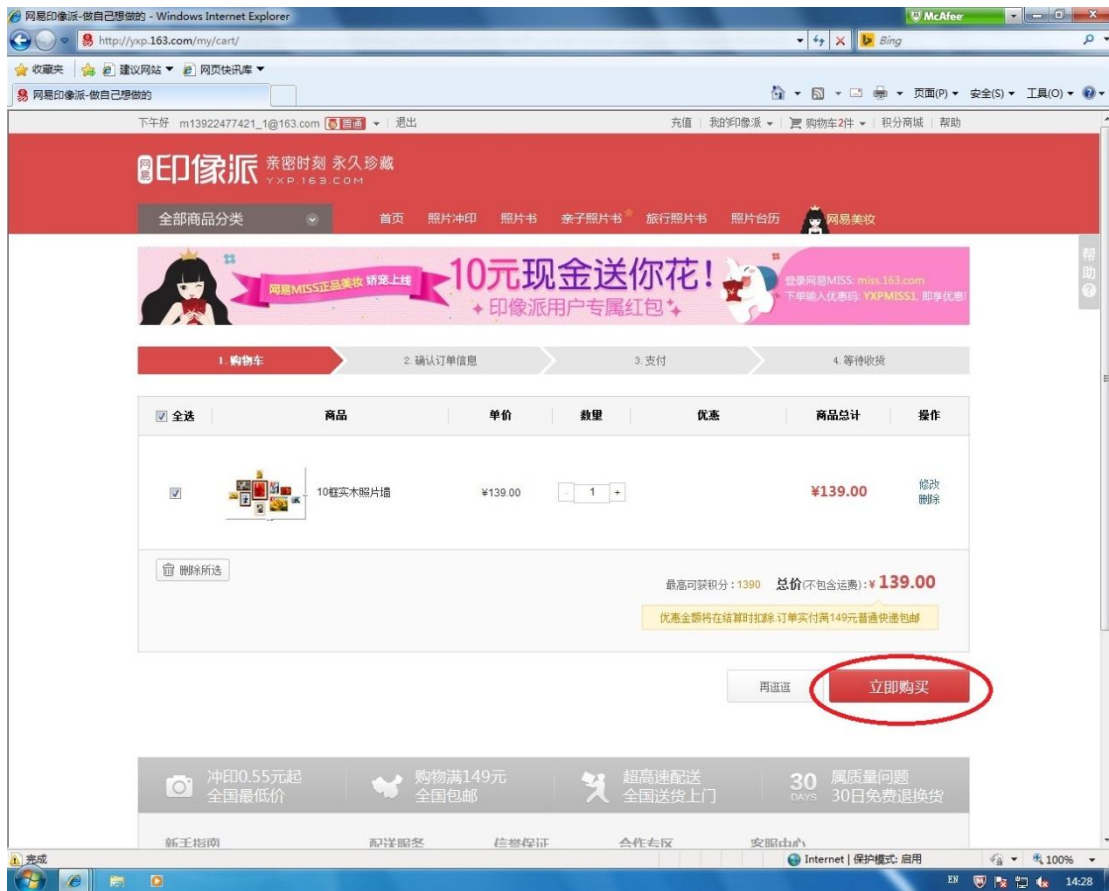 网易印像派-做自己想做的 - Windows Internet Explorer
McAfee
http://yxp.163.com/my/cart/
Bing
收藏夹 建议网站 网页快讯库
网易印像派-做自己想做的
页面(P) 安全(S) 工具(O)
下午好 m13922477421_1@163.com 普通 退出 充值 我的印像派 购物车2件 积分商城 帮助
网易印像派 亲密时刻 永久珍藏
YXP.163.COM
全部商品分类 首页 照片冲印 照片书 亲子照片书 旅行照片书 照片台历 网易美妆
帮助
网易MISS正品美妆 娇宠上线
10元现金送你花!
印像派用户专属红包
登录网易MISS: miss.163.com
下单输入优惠码: YXPMISS1, 即享优惠!
1. 购物车 2. 确认订单信息 3. 支付 4. 等待收货
全选 商品 单价 数量 优惠 商品总计 操作
10框实木照片墙 ¥139.00 - 1 + ¥139.00 修改
删除
删除所选
最高可获积分:1390 总价(不包含运费):¥139.00
优惠金额将在结算时扣除.订单实付满149元普通快递包邮
再逛逛 立即购买
冲印0.55元起 购物满149元 超高速配送 30 属质量问题
全国最低价 全国包邮 全国送货上门 DAYS 30日免费退换货
新手指南 配送服务 信誉保证 合作专区 客服中心
完成 Internet | 保护模式: 启用 100%
EN 14:28